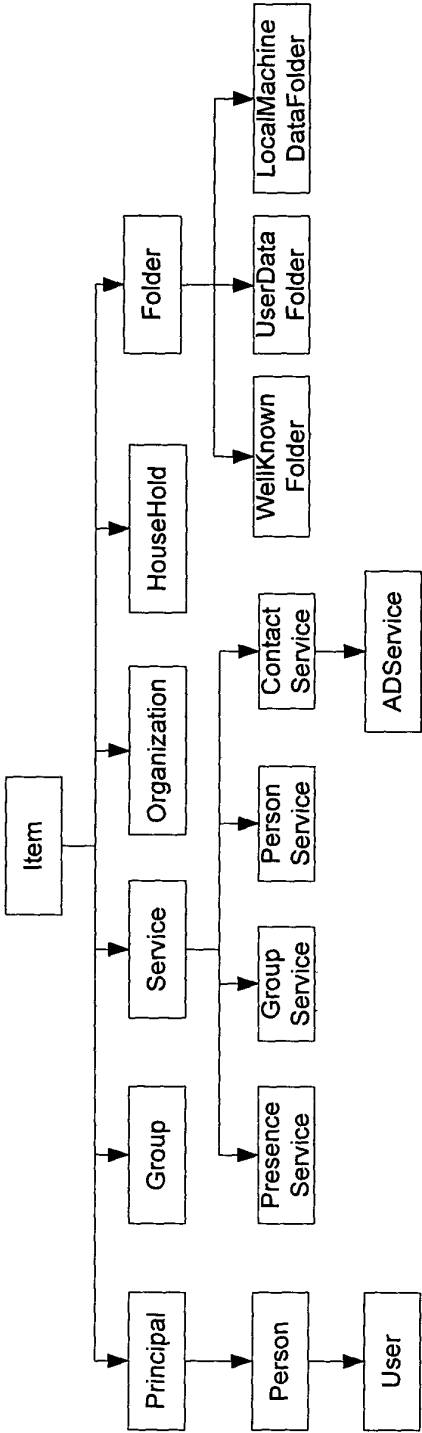 Item
Principal
Group
Service
Organization
HouseHold
Folder
Person
Presence
Service
Group
Service
Person
Service
Contact
Service
WellKnown
Folder
UserData
Folder
LocalMachine
DataFolder
User
ADService